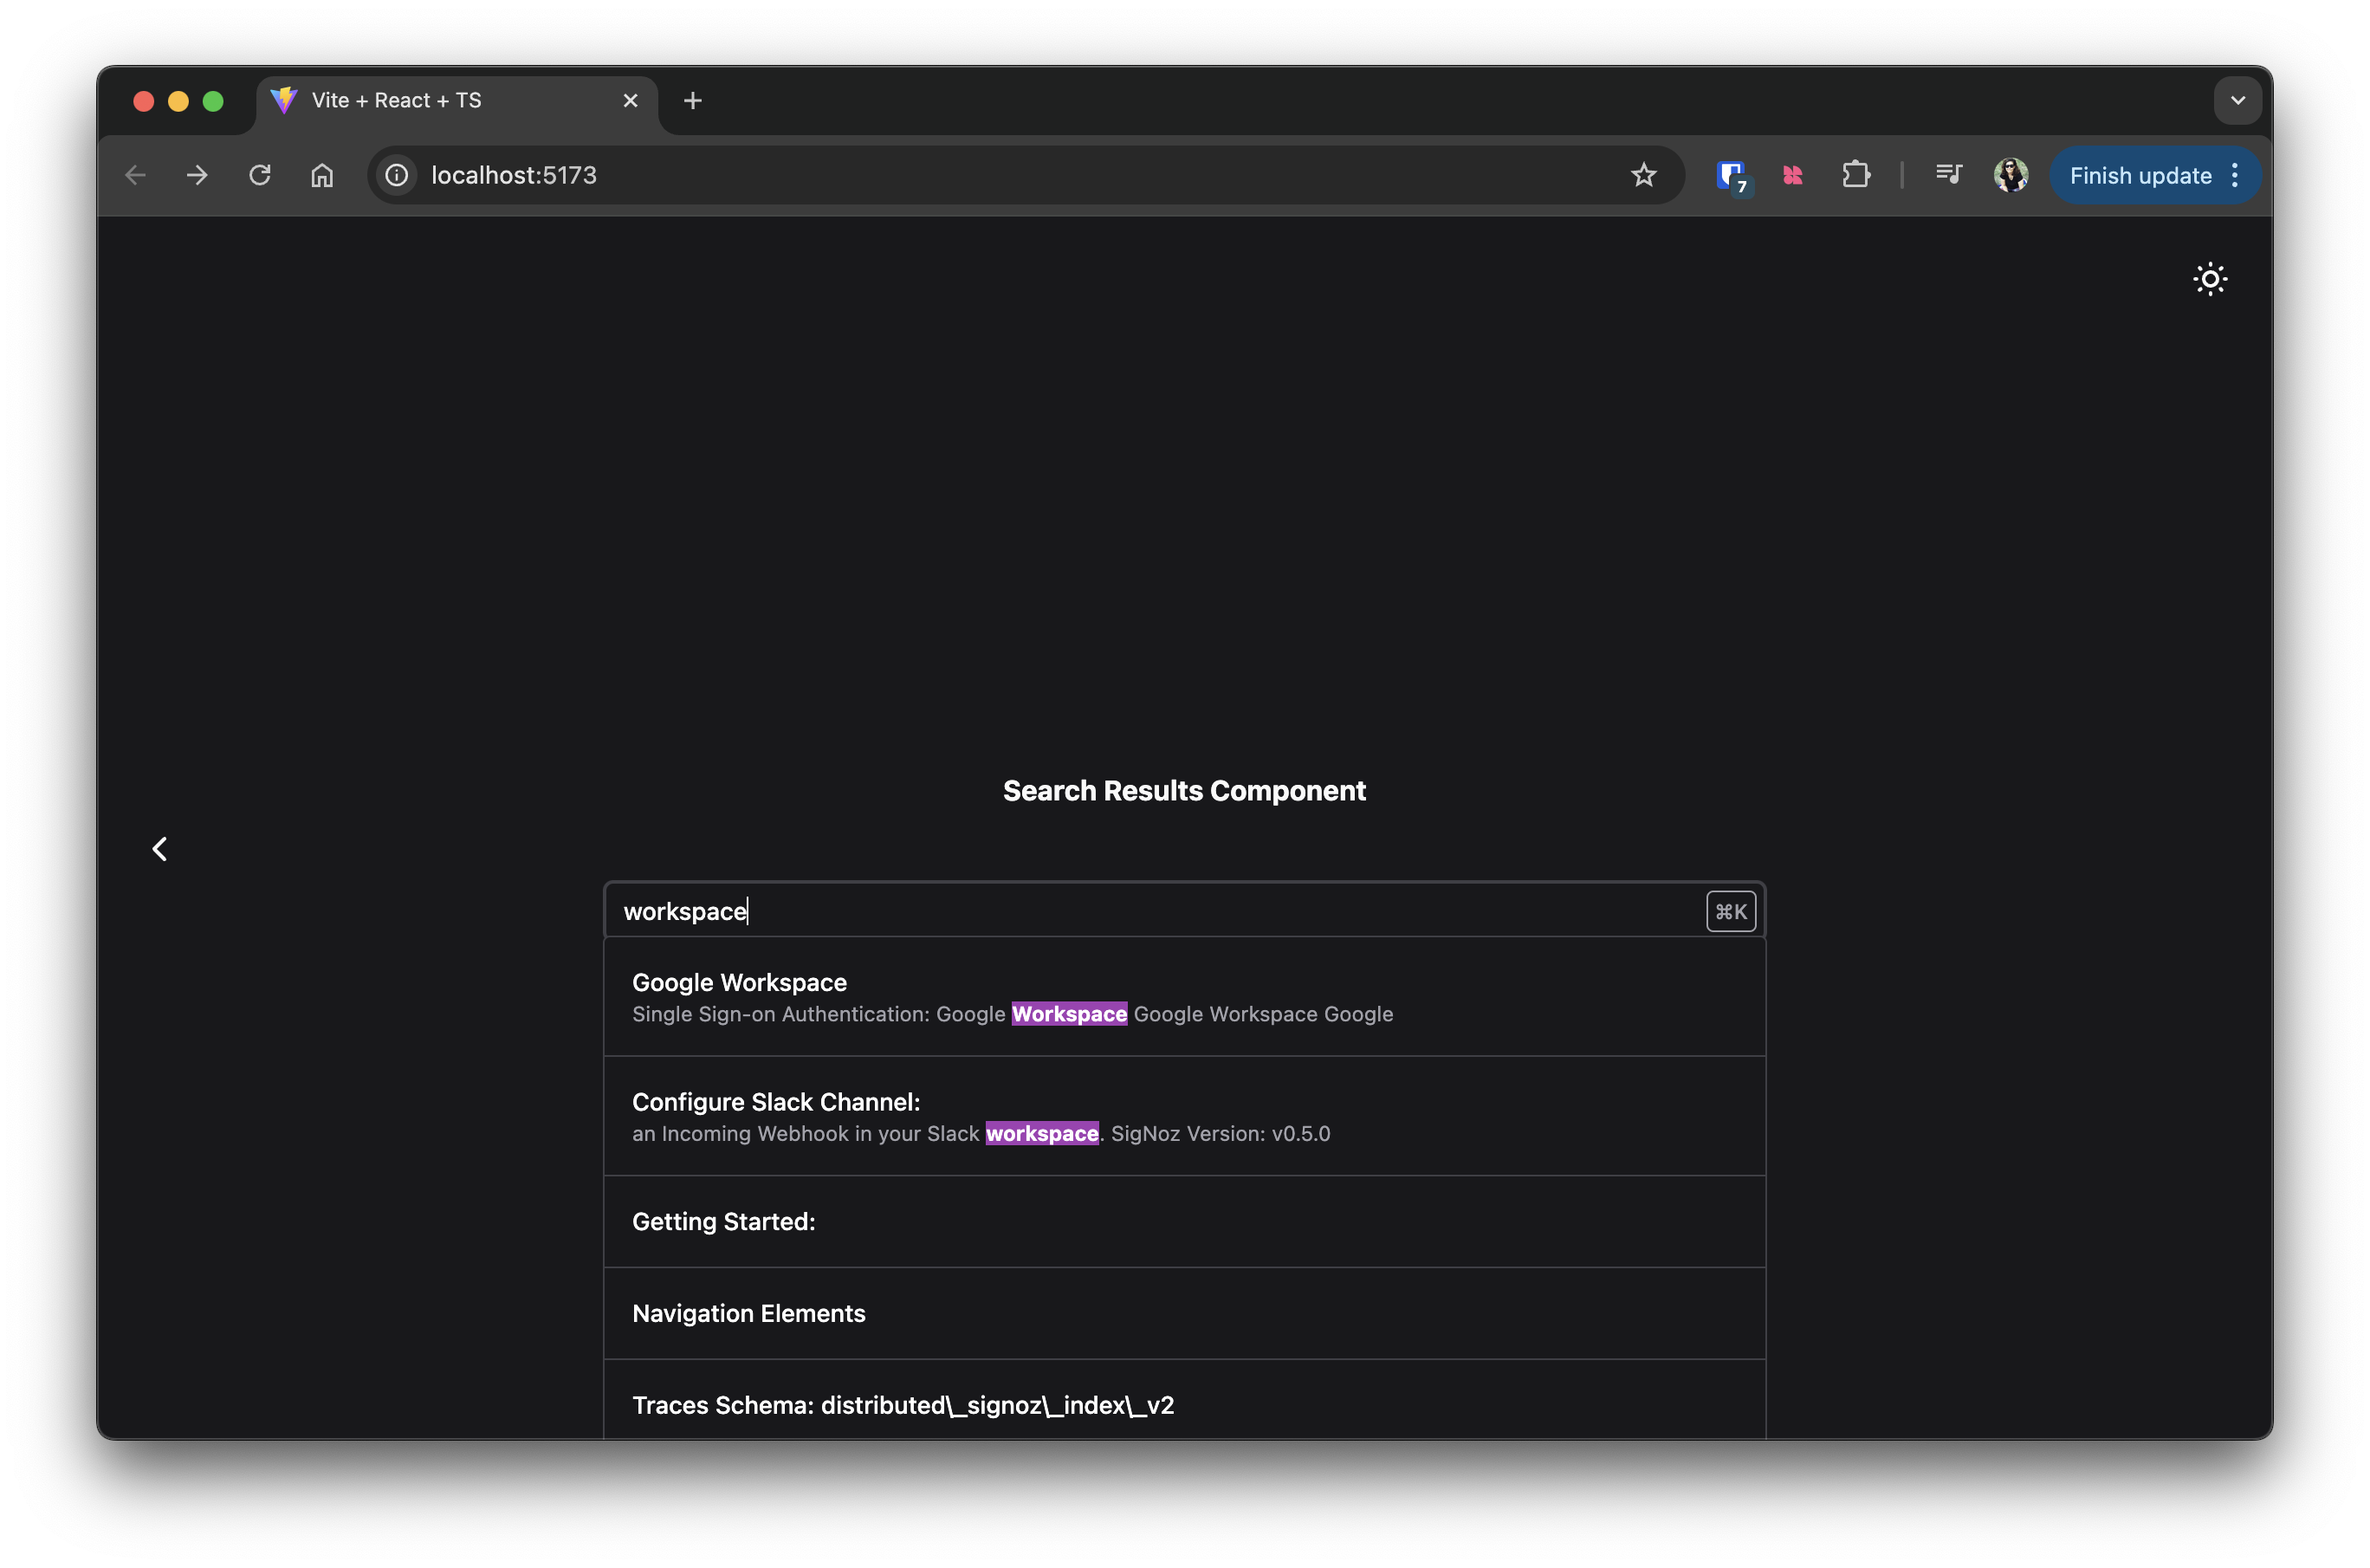 Vite + React + TS
localhost:5173
7
Finish update
Search Results Component
workspace
⌘K
Google Workspace
Single Sign-on Authentication: Google Workspace Google Workspace Google
Configure Slack Channel:
an Incoming Webhook in your Slack workspace. SigNoz Version: v0.5.0
Getting Started:
Navigation Elements
Traces Schema: distributed\_signoz\_index\_v2